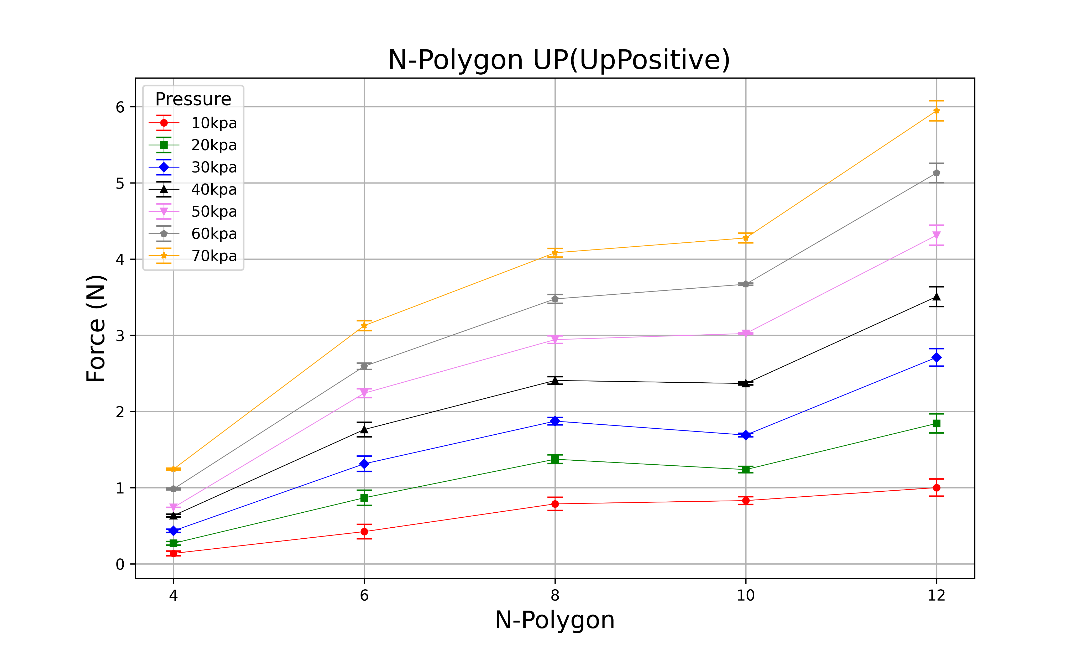 N-Polygon UP(UpPositive)
Pressure
10kpa
20kpa
30kpa
40kpa
50kpa
60kpa
70kpa
Force (N)
6
5
4
3
2
1
0
4 6 8 10 12
N-Polygon